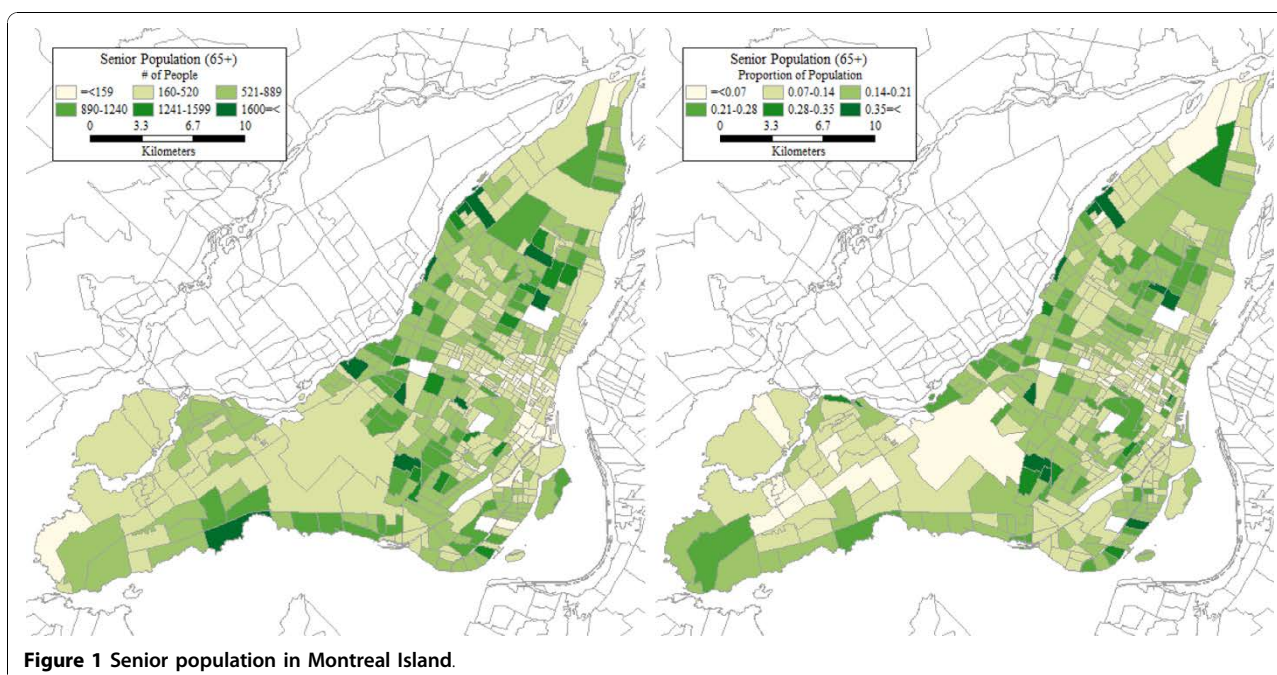 Senior Population (65+)
# of People
=<159 160-520 521-889
890-1240 1241-1599 1600=<
0 3.3 6.7 10
Kilometers
Senior Population (65+)
Proportion of Population
=<0.07 0.07-0.14 0.14-0.21
0.21-0.28 0.28-0.35 0.35=<
0 3.3 6.7 10
Kilometers
Figure 1 Senior population in Montreal Island.